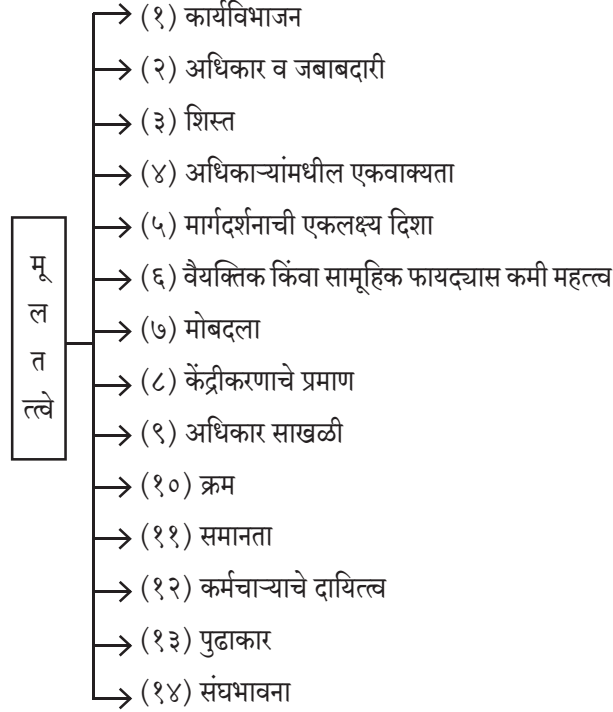 (१) कार्यविभाजन
(२) अधिकार व जबाबदारी
(३) शिस्त
(४) अधिकाऱ्यांमधील एकवाक्यता
(५) मार्गदर्शनाची एकलक्ष्य दिशा
(६) वैयक्तिक किंवा सामूहिक फायद्यास कमी महत्त्व
(७) मोबदला
(८) केंद्रीकरणाचे प्रमाण
(९) अधिकार साखळी
(१०) क्रम
(११) समानता
(१२) कर्मचाऱ्याचे दायित्त्व
(१३) पुढाकार
(१४) संघभावना
मू
ल
त
त्त्वे